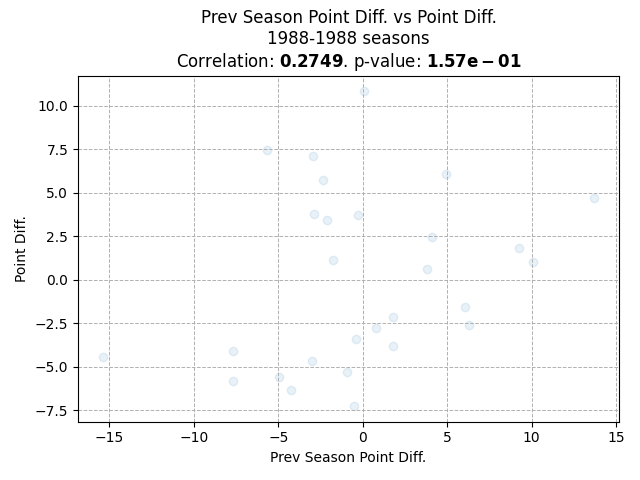 Prev Season Point Diff. vs Point Diff.
1988-1988 seasons
Correlation: 0.2749. p-value: 1.57e−01
10.0
7.5
5.0
2.5
0.0
−2.5
−5.0
−7.5
Point Diff.
−15 −10 −5 0 5 10 15
Prev Season Point Diff.